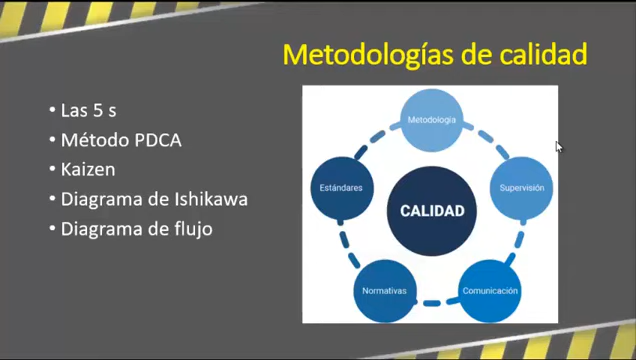 Metodologías de calidad
• Las 5 s
• Método PDCA
• Kaizen
• Diagrama de Ishikawa
• Diagrama de flujo
Metodología
Estándares
Supervisión
CALIDAD
Normativas
Comunicación